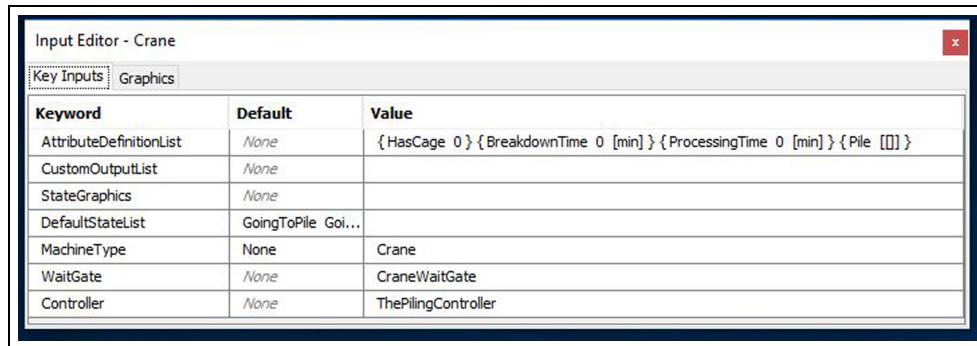 Input Editor - Crane
x
Key Inputs Graphics
Keyword Default Value
AttributeDefinitionList None { HasCage 0 } { BreakdownTime 0 [min] } { ProcessingTime 0 [min] } { Pile [[]] }
CustomOutputList None
StateGraphics None
DefaultStateList GoingToPile Goi...
MachineType None Crane
WaitGate None CraneWaitGate
Controller None ThePilingController